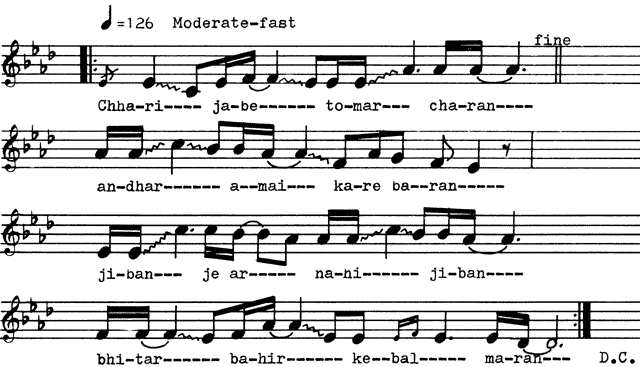 ♩=126 Moderate-fast
fine
Chha-ri---- ja-be------ to-mar--- cha-ran----
an-dhar------- a-mai--- ka-re ba--ran-----
ji-ban--- je ar------ na-hi------ ji-ban----
bhi-tar------ ba-hir------ ke--bal----- ma-ran--- D.C.